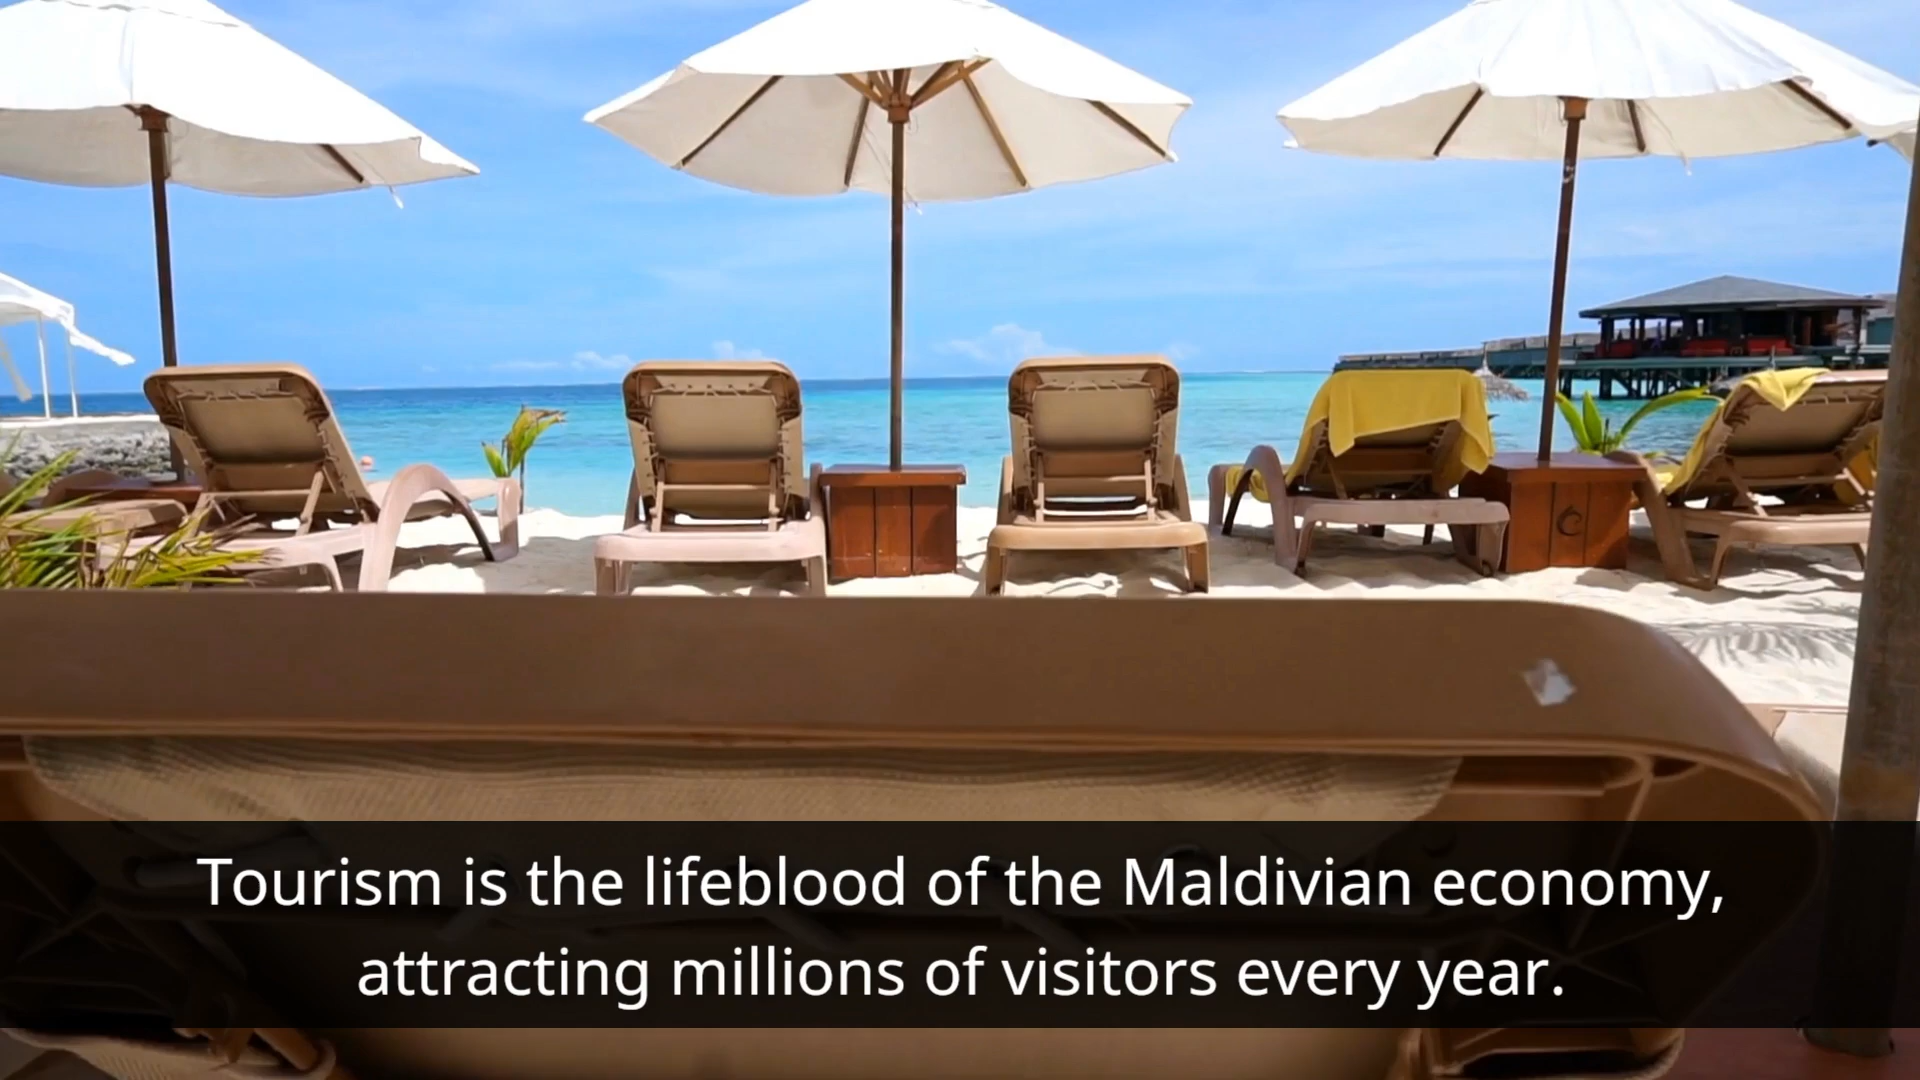 Tourism is the lifeblood of the Maldivian economy,
attracting millions of visitors every year.